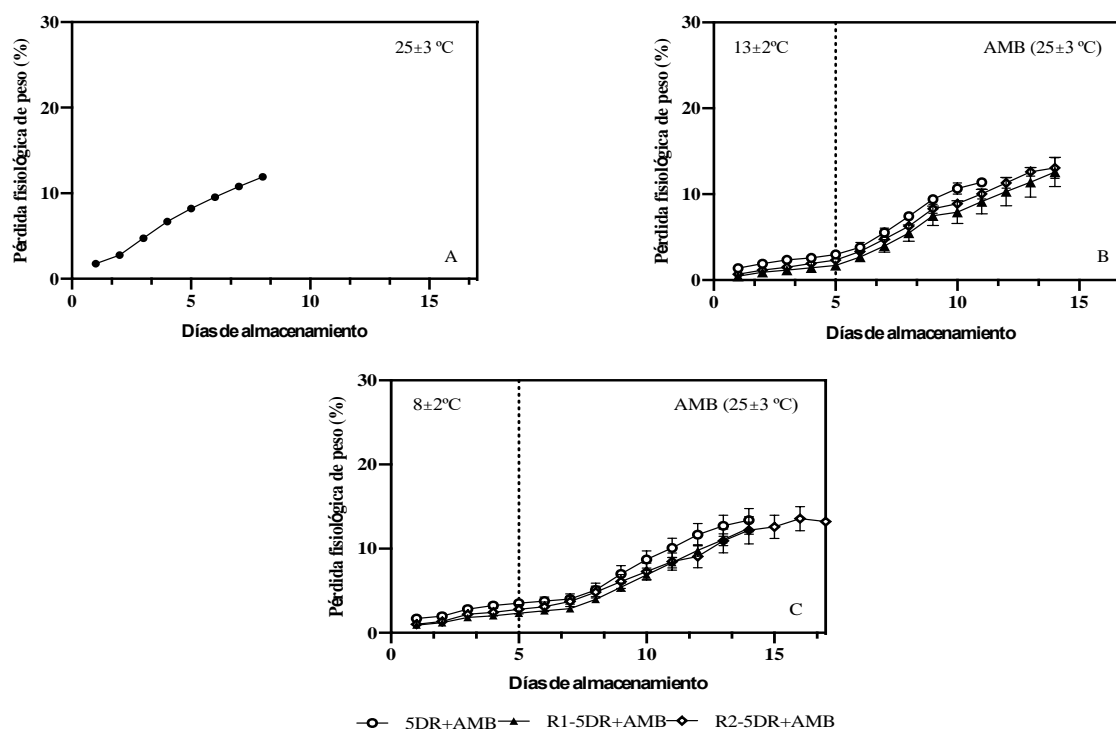 30
20
10
0
Pérdida fisiológica de peso (%)
25±3 ºC
A
0 5 10 15
Días de almacenamiento
30
20
10
0
Pérdida fisiológica de peso (%)
13±2ºC
AMB (25±3 ºC)
B
0 5 10 15
Días de almacenamiento
30
20
10
0
Pérdida fisiológica de peso (%)
8±2ºC
AMB (25±3 ºC)
C
0 5 10 15
Días de almacenamiento
5DR+AMB R1-5DR+AMB R2-5DR+AMB